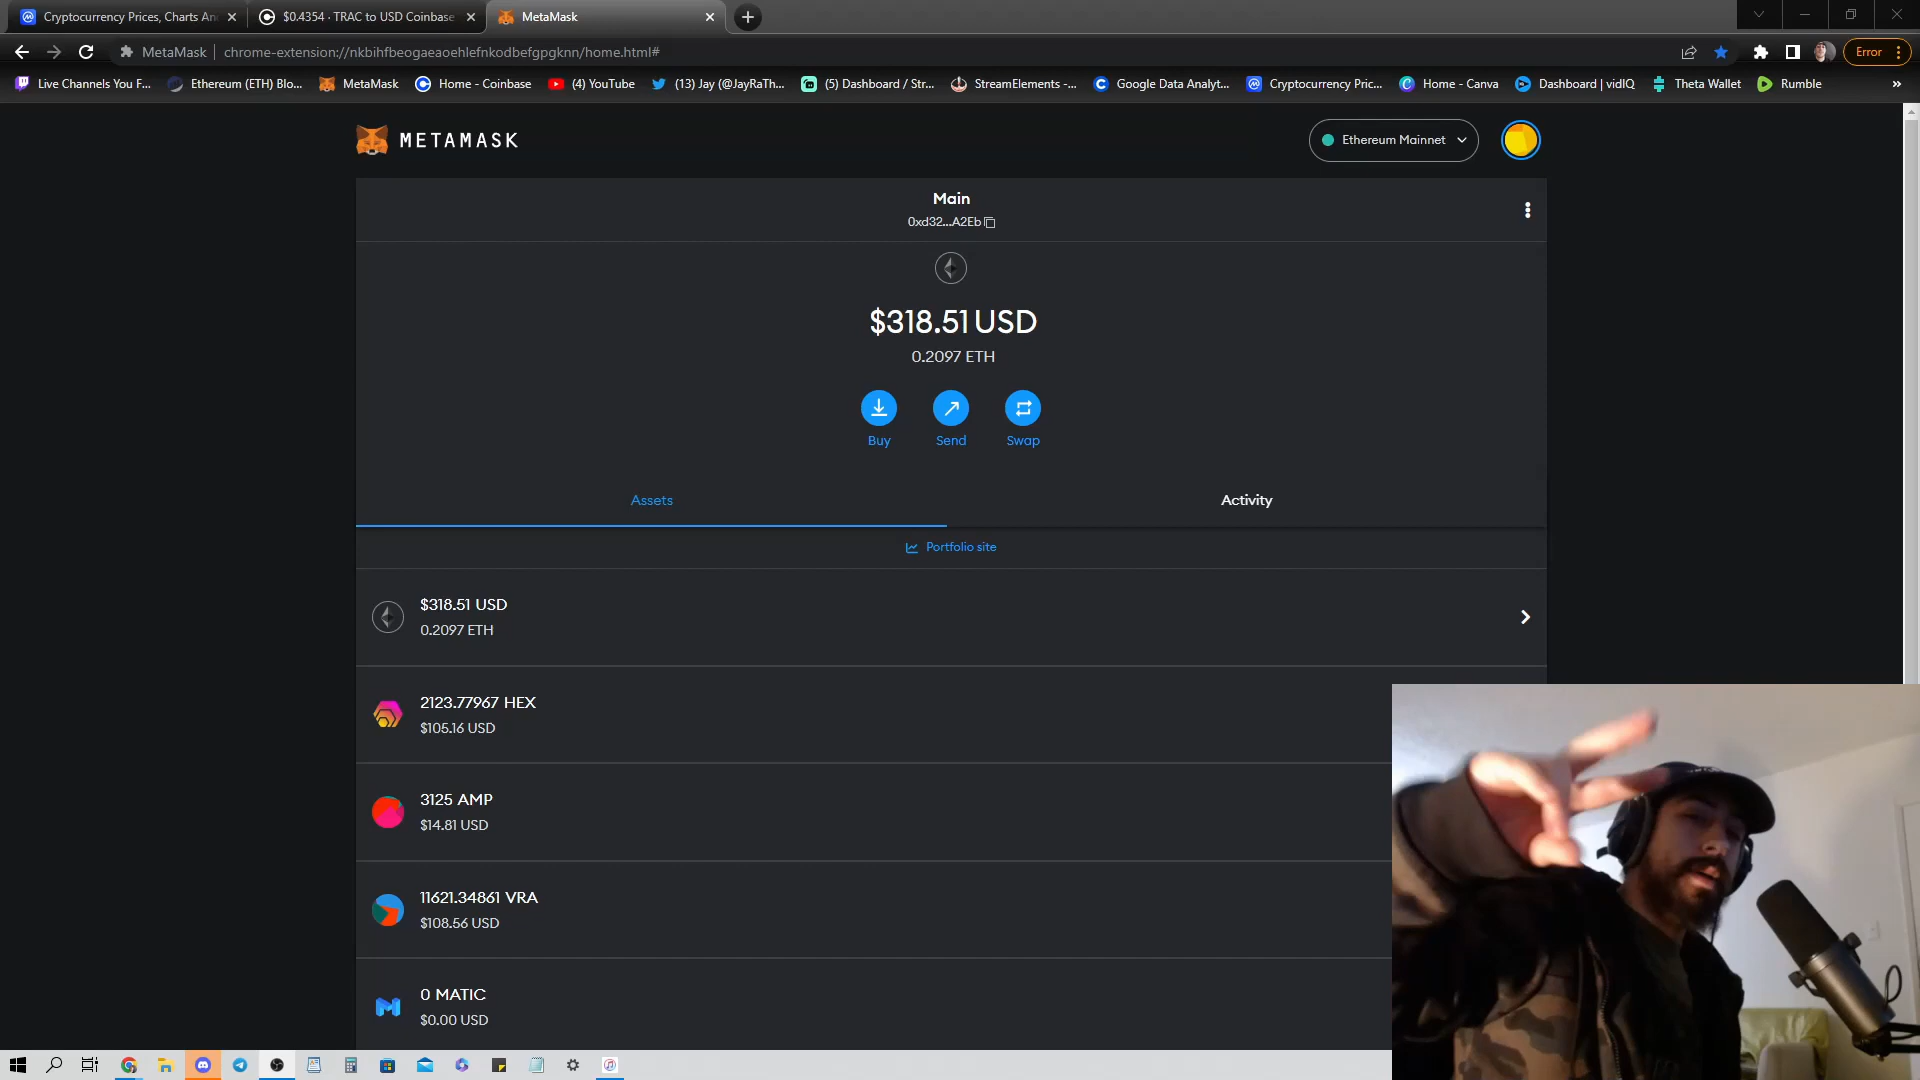 Cryptocurrency Prices, Charts An
$0.4354 · TRAC to USD Coinbase
MetaMask
MetaMask
chrome-extension://nkbihfbeogaeaoehlefnkodbefgpgknn/home.html#
Error
Live Channels You F...
Ethereum (ETH) Blo...
MetaMask
Home - Coinbase
(4) YouTube
(13) Jay (@JayRaTh...
(5) Dashboard / Str...
StreamElements -...
Google Data Analyt...
Cryptocurrency Pric...
Home - Canva
Dashboard | vidIQ
Theta Wallet
Rumble
»
METAMASK
Ethereum Mainnet
Main
0xd32...A2Eb
$318.51 USD
0.2097 ETH
Buy
Send
Swap
Assets
Activity
Portfolio site
$318.51 USD
0.2097 ETH
2123.77967 HEX
$105.16 USD
3125 AMP
$14.81 USD
11621.34861 VRA
$108.56 USD
0 MATIC
$0.00 USD